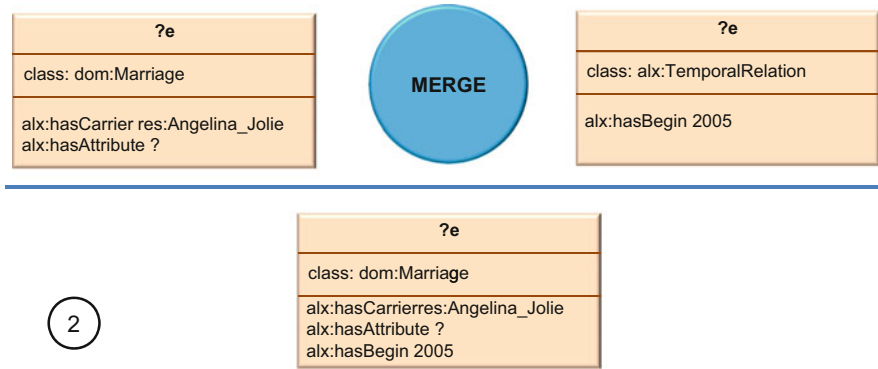 ?e
class: dom:Marriage
alx:hasCarrier res:Angelina_Jolie
alx:hasAttribute ?
MERGE
?e
class: alx:TemporalRelation
alx:hasBegin 2005
?e
class: dom:Marriage
alx:hasCarrierres:Angelina_Jolie
alx:hasAttribute ?
alx:hasBegin 2005
2